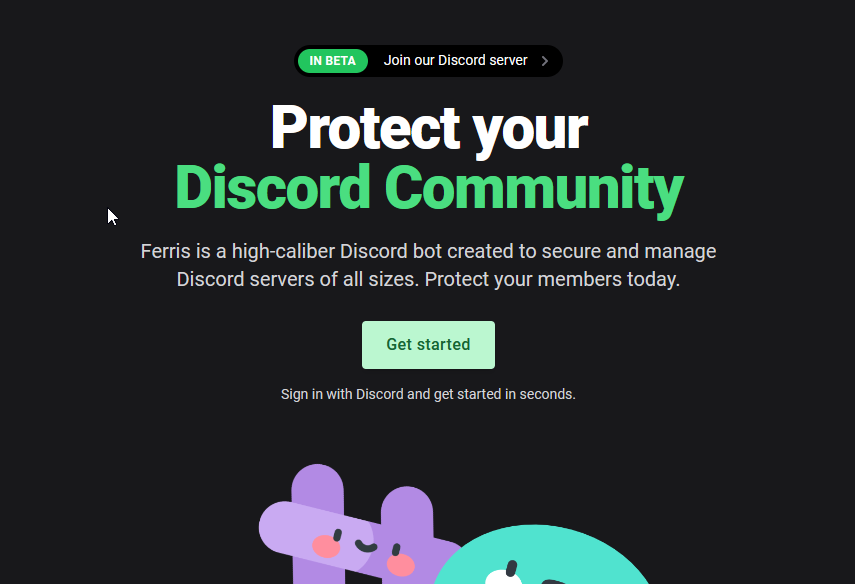 IN BETA Join our Discord server
Protect your
Discord Community
Ferris is a high-caliber Discord bot created to secure and manage
Discord servers of all sizes. Protect your members today.
Get started
Sign in with Discord and get started in seconds.